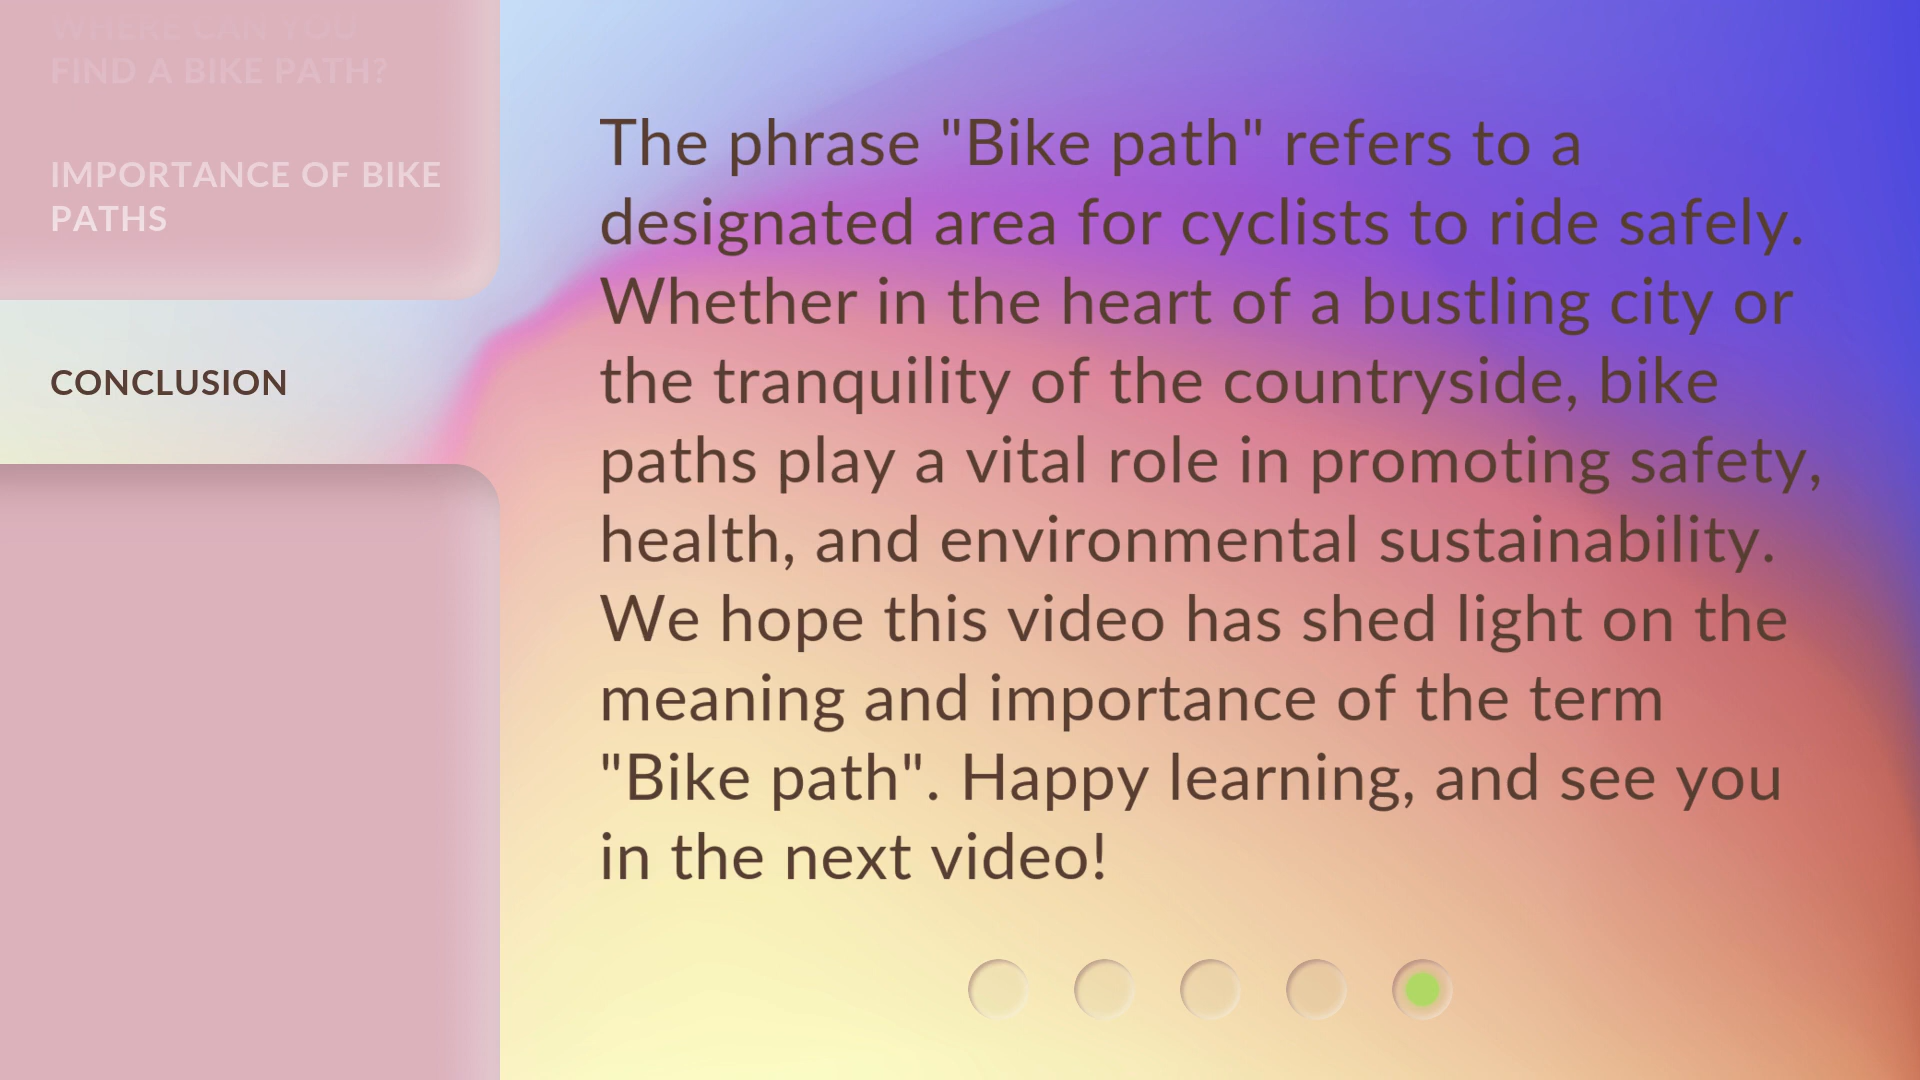 WHERE CAN YOU
FIND A BIKE PATH?
IMPORTANCE OF BIKE
PATHS
CONCLUSION
The phrase "Bike path" refers to a
designated area for cyclists to ride safely.
Whether in the heart of a bustling city or
the tranquility of the countryside, bike
paths play a vital role in promoting safety,
health, and environmental sustainability.
We hope this video has shed light on the
meaning and importance of the term
"Bike path". Happy learning, and see you
in the next video!